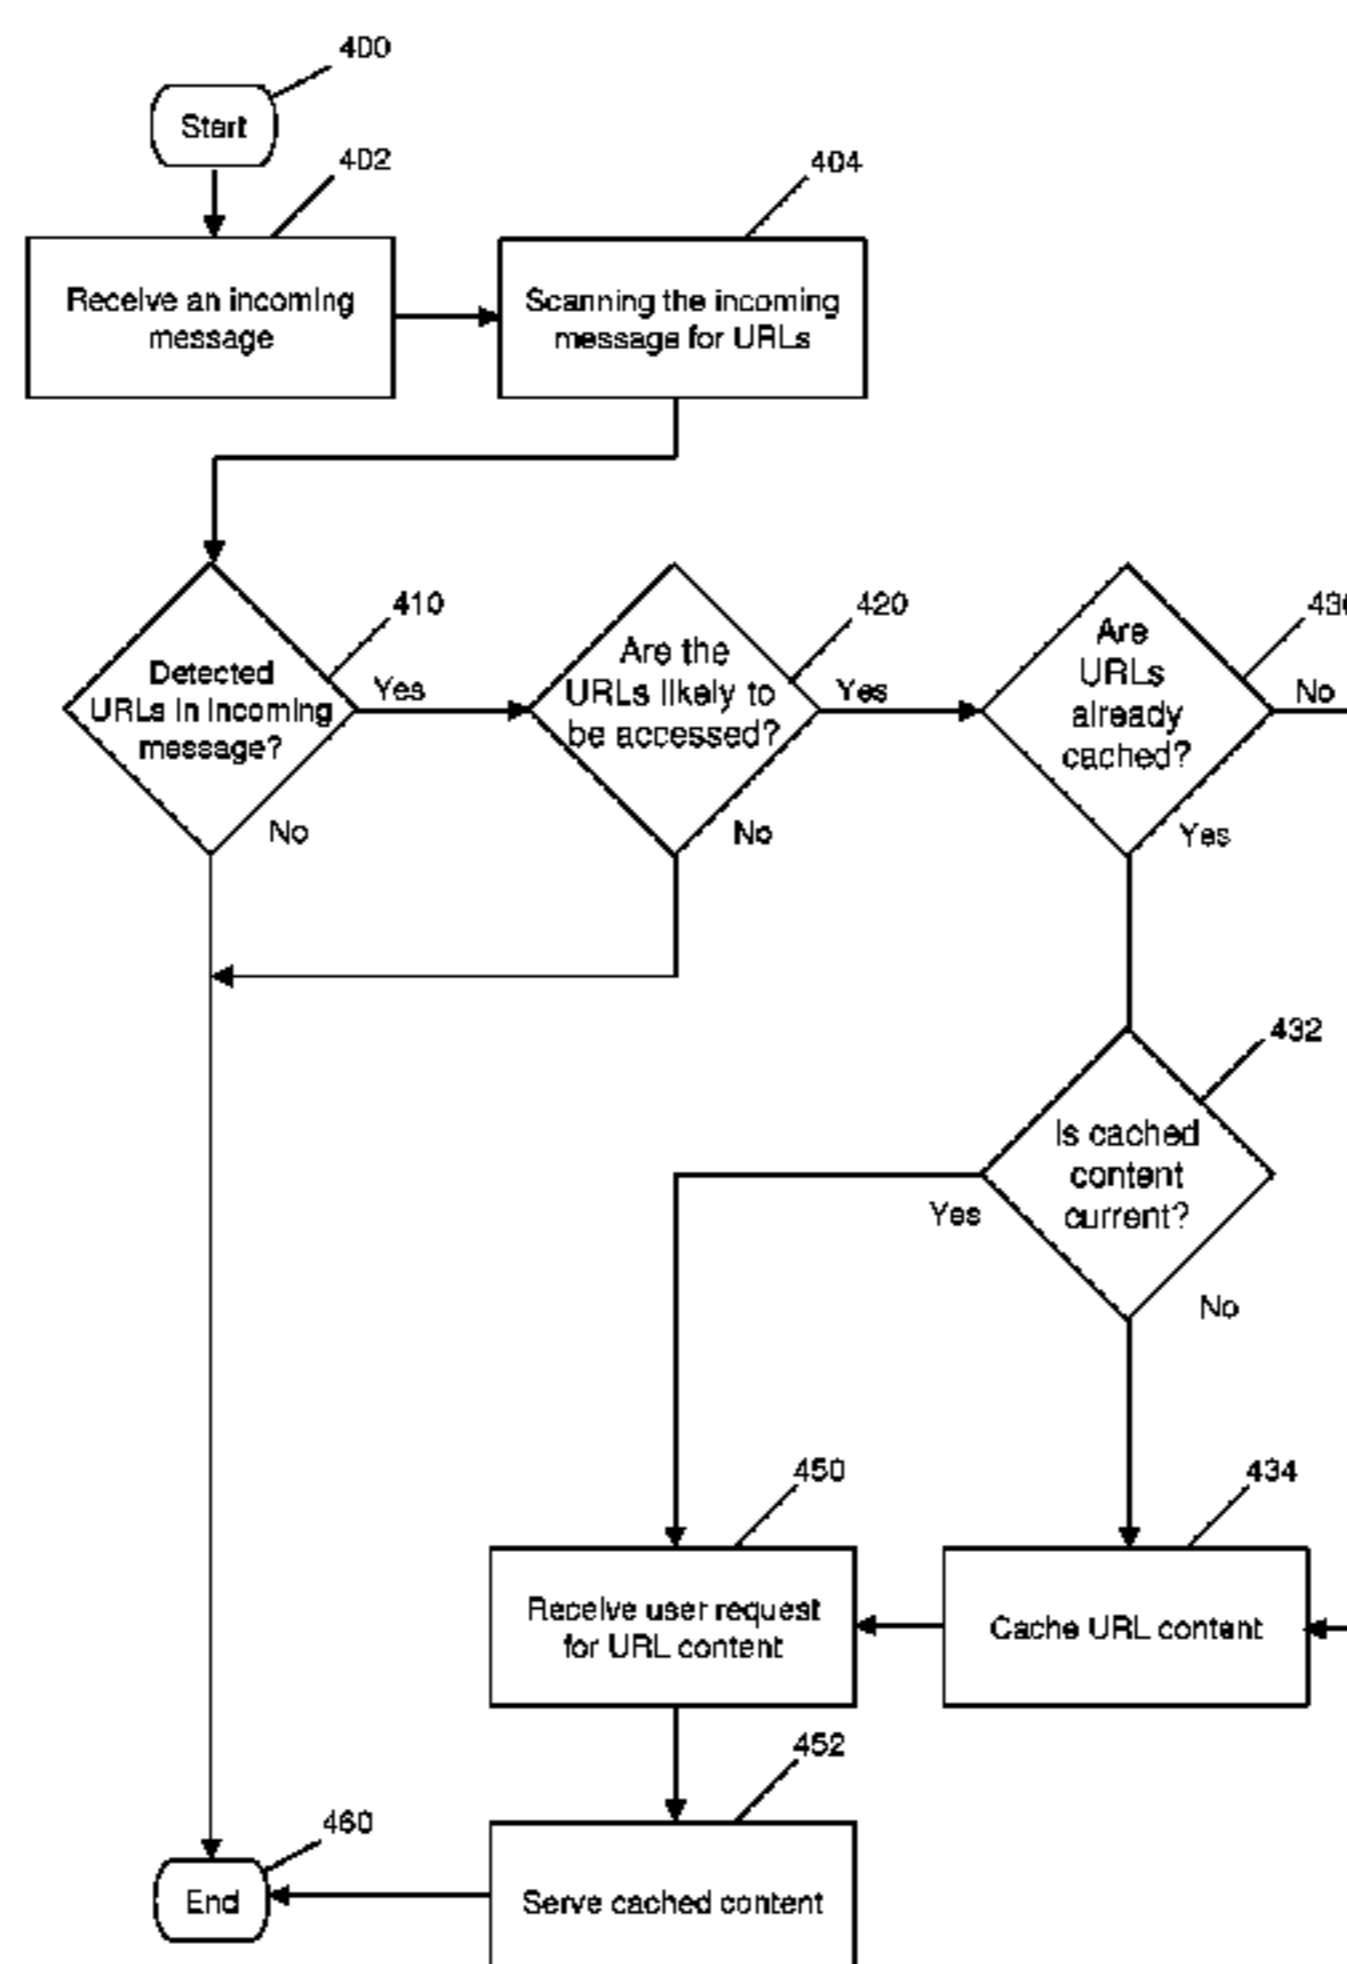 400
Start
402
404
Receive an incoming
message
Scanning the incoming
message for URLs
410
420
Detected
URLs in incoming
message?
Yes
No
Are the
URLs likely to
be accessed?
Yes
No
Are
URLs
already
cached?
No
Yes
432
Is cached
content
current?
Yes
No
450
434
Receive user request
for URL content
Cache URL content
452
460
End
Serve cached content